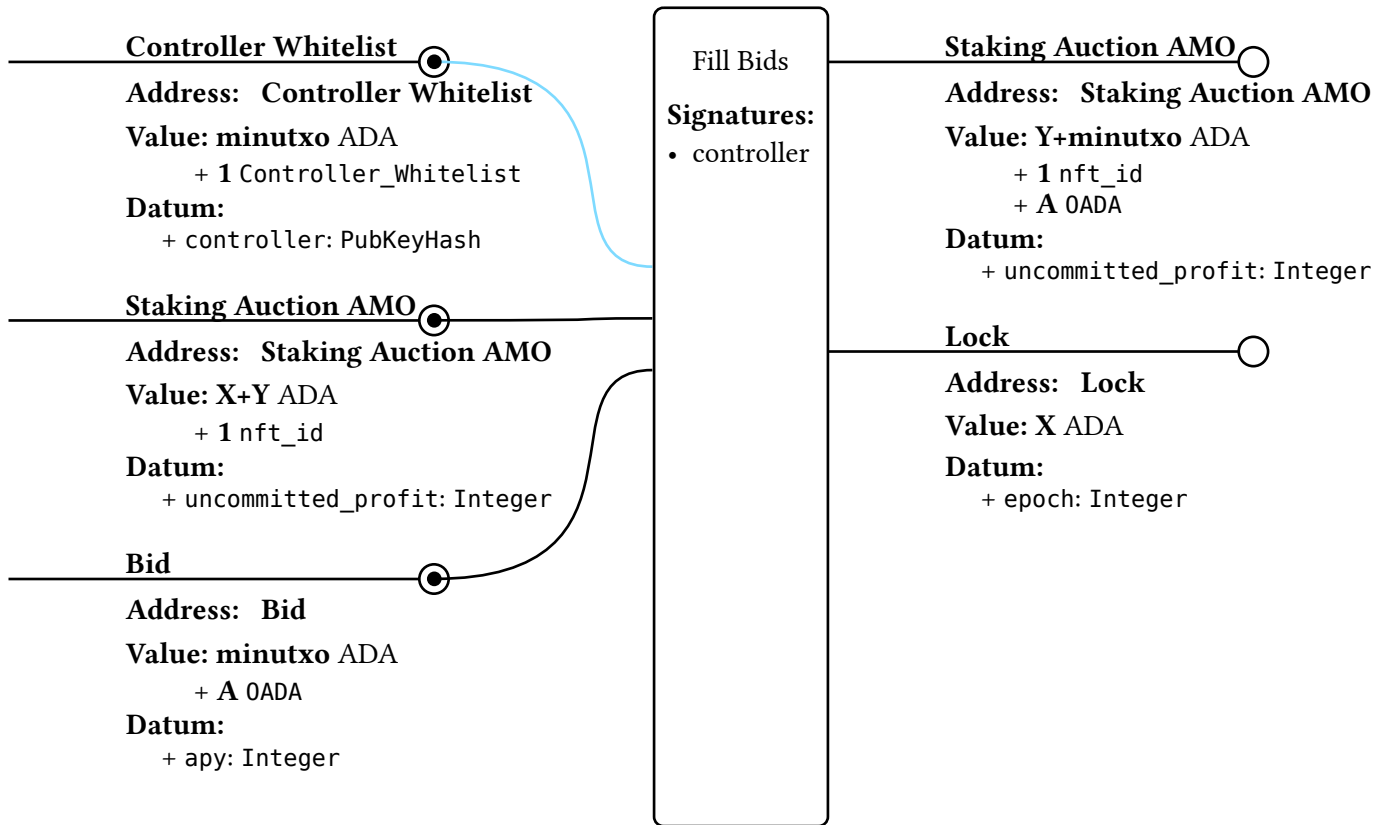 Controller Whitelist
Address: Controller Whitelist
Value: minutxo ADA
+ 1 Controller_Whitelist
Datum:
+ controller: PubKeyHash
Staking Auction AMO
Address: Staking Auction AMO
Value: X+Y ADA
+ 1 nft_id
Datum:
+ uncommitted_profit: Integer
Bid
Address: Bid
Value: minutxo ADA
+ A OADA
Datum:
+ apy: Integer
Fill Bids
Signatures:
• controller
Staking Auction AMO
Address: Staking Auction AMO
Value: Y+minutxo ADA
+ 1 nft_id
+ A OADA
Datum:
+ uncommitted_profit: Integer
Lock
Address: Lock
Value: X ADA
Datum:
+ epoch: Integer